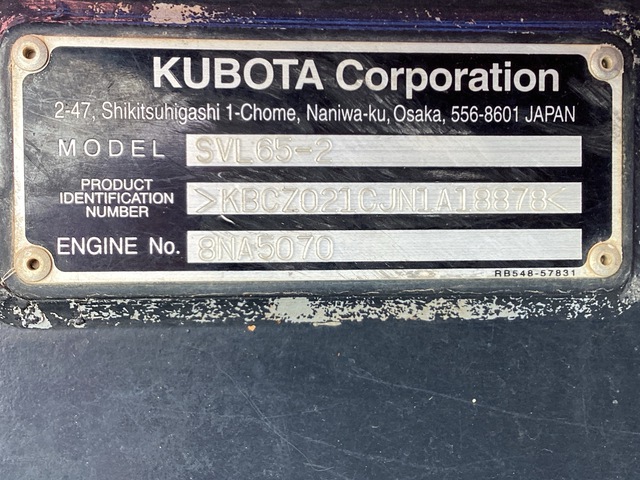 KUBOTA Corporation
2-47, Shikitsuhigashi 1-Chome, Naniwa-ku, Osaka, 556-8601 JAPAN
MODEL SVL65-2
PRODUCT
IDENTIFICATION
NUMBER >KBCZ021CJN1A18878<
ENGINE No. 8NA5070
RB548-57831